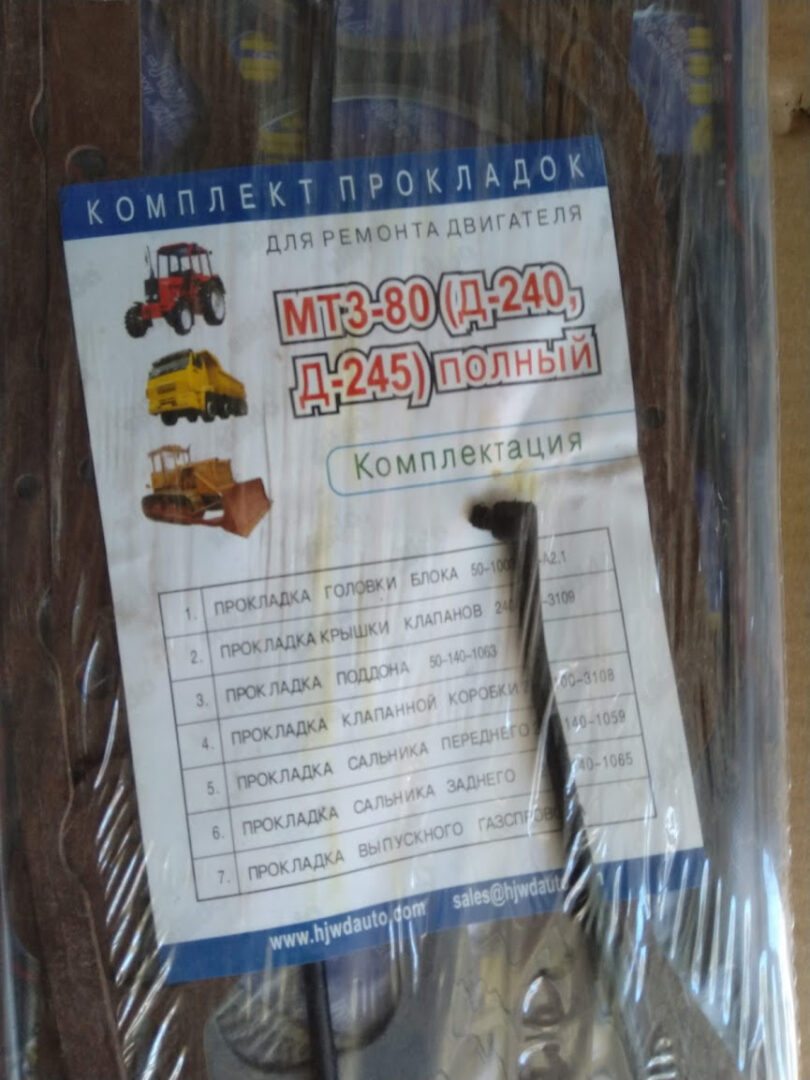 КОМПЛЕКТ ПРОКЛАДОК
ДЛЯ РЕМОНТА ДВИГАТЕЛЯ
МТЗ-80 (Д-240,
Д-245) ПОЛНЫЙ
Комплектация
1. ПРОКЛАДКА ГОЛОВКИ БЛОКА
2. ПРОКЛАДКА КРЫШКИ КЛАПАНОВ
3. ПРОКЛАДКА ПОДДОНА 50-140-1063
4. ПРОКЛАДКА КЛАПАННОЙ КОРОБКИ
5. ПРОКЛАДКА САЛЬНИКА ПЕРЕДНЕГО
6. ПРОКЛАДКА САЛЬНИКА ЗАДНЕГО
7. ПРОКЛАДКА ВЫПУСКНОГО
www.hjwdauto.com